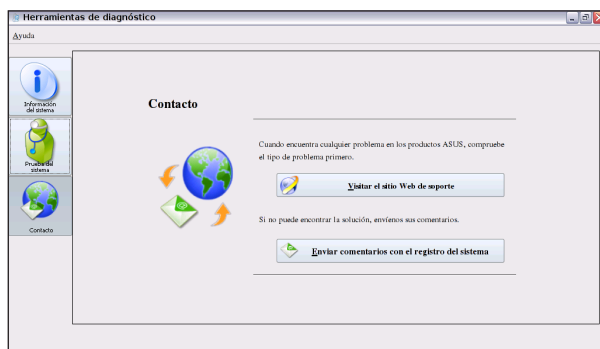 Herramientas de diagnóstico
Ayuda
Información
del sistema
Prueba del
sistema
Contacto
Contacto
Cuando encuentra cualquier problema en los productos ASUS, compruebe
el tipo de problema primero.
Visitar el sitio Web de soporte
Si no puede encontrar la solución, envíenos sus comentarios.
Enviar comentarios con el registro del sistema